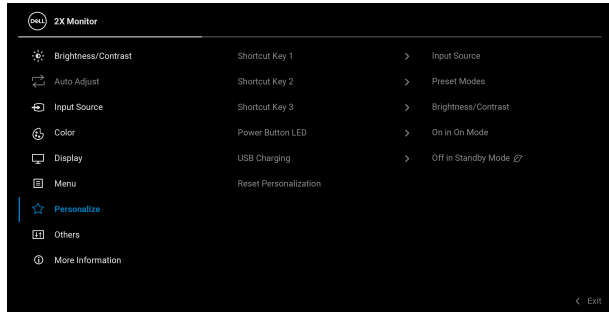 DELL 2X Monitor
Brightness/Contrast Shortcut Key 1 > Input Source
Auto Adjust Shortcut Key 2 > Preset Modes
Input Source Shortcut Key 3 > Brightness/Contrast
Color Power Button LED > On in On Mode
Display USB Charging > Off in Standby Mode
Menu Reset Personalization
Personalize
Others
More Information
< Exit